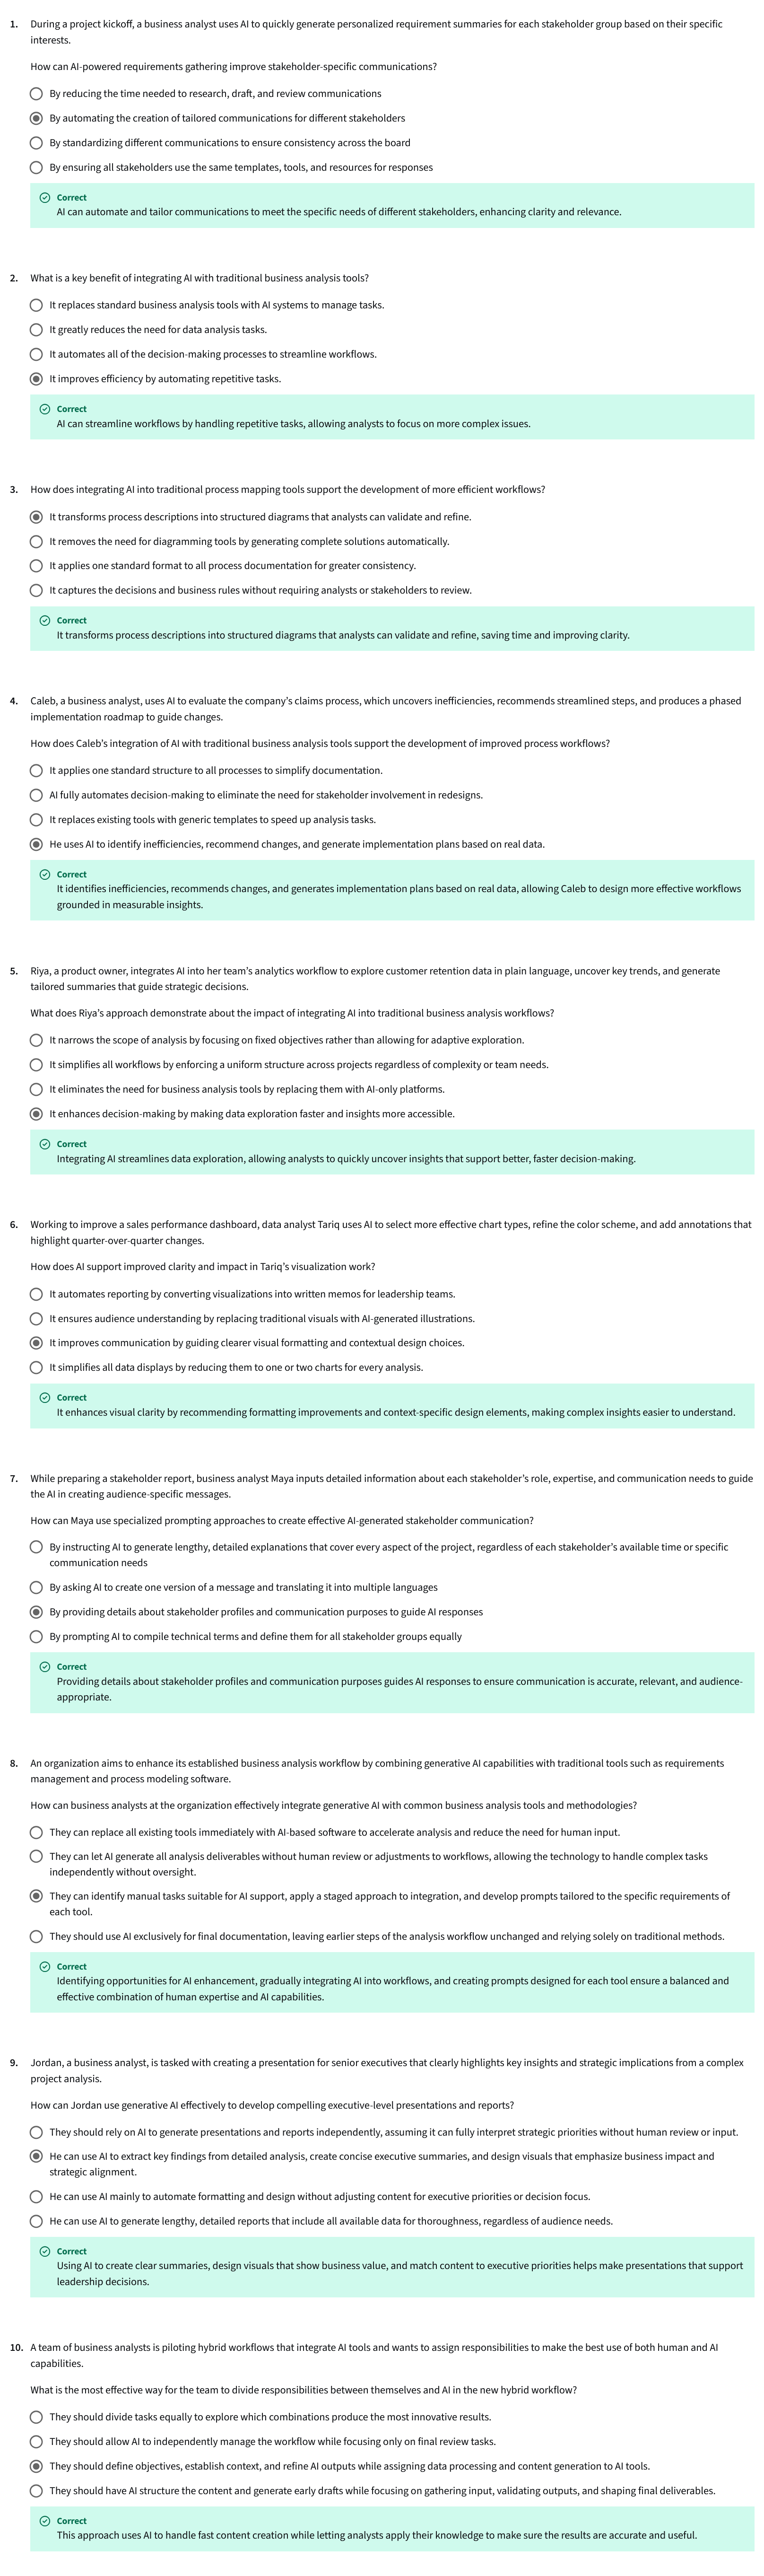 1. During a project kickoff, a business analyst uses AI to quickly generate personalized requirement summaries for each stakeholder group based on their specific
interests.
How can AI-powered requirements gathering improve stakeholder-specific communications?
By reducing the time needed to research, draft, and review communications
By automating the creation of tailored communications for different stakeholders
By standardizing different communications to ensure consistency across the board
By ensuring all stakeholders use the same templates, tools, and resources for responses
Correct
AI can automate and tailor communications to meet the specific needs of different stakeholders, enhancing clarity and relevance.
2. What is a key benefit of integrating AI with traditional business analysis tools?
It replaces standard business analysis tools with AI systems to manage tasks.
It greatly reduces the need for data analysis tasks.
It automates all of the decision-making processes to streamline workflows.
It improves efficiency by automating repetitive tasks.
Correct
AI can streamline workflows by handling repetitive tasks, allowing analysts to focus on more complex issues.
3. How does integrating AI into traditional process mapping tools support the development of more efficient workflows?
It transforms process descriptions into structured diagrams that analysts can validate and refine.
It removes the need for diagramming tools by generating complete solutions automatically.
It applies one standard format to all process documentation for greater consistency.
It captures the decisions and business rules without requiring analysts or stakeholders to review.
Correct
It transforms process descriptions into structured diagrams that analysts can validate and refine, saving time and improving clarity.
4. Caleb, a business analyst, uses AI to evaluate the company's claims process, which uncovers inefficiencies, recommends streamlined steps, and produces a phased
implementation roadmap to guide changes.
How does Caleb's integration of AI with traditional business analysis tools support the development of improved process workflows?
It applies one standard structure to all processes to simplify documentation.
AI fully automates decision-making to eliminate the need for stakeholder involvement in redesigns.
It replaces existing tools with generic templates to speed up analysis tasks.
He uses AI to identify inefficiencies, recommend changes, and generate implementation plans based on real data.
Correct
It identifies inefficiencies, recommends changes, and generates implementation plans based on real data, allowing Caleb to design more effective workflows
grounded in measurable insights.
5. Riya, a product owner, integrates AI into her team's analytics workflow to explore customer retention data in plain language, uncover key trends, and generate
tailored summaries that guide strategic decisions.
What does Riya's approach demonstrate about the impact of integrating AI into traditional business analysis workflows?
It narrows the scope of analysis by focusing on fixed objectives rather than allowing for adaptive exploration.
It simplifies all workflows by enforcing a uniform structure across projects regardless of complexity or team needs.
It eliminates the need for business analysis tools by replacing them with AI-only platforms.
It enhances decision-making by making data exploration faster and insights more accessible.
Correct
Integrating AI streamlines data exploration, allowing analysts to quickly uncover insights that support better, faster decision-making.
6. Working to improve a sales performance dashboard, data analyst Tariq uses AI to select more effective chart types, refine the color scheme, and add annotations that
highlight quarter-over-quarter changes.
How does AI support improved clarity and impact in Tariq's visualization work?
It automates reporting by converting visualizations into written memos for leadership teams.
It ensures audience understanding by replacing traditional visuals with AI-generated illustrations.
It improves communication by guiding clearer visual formatting and contextual design choices.
It simplifies all data displays by reducing them to one or two charts for every analysis.
Correct
It enhances visual clarity by recommending formatting improvements and context-specific design elements, making complex insights easier to understand.
7. While preparing a stakeholder report, business analyst Maya inputs detailed information about each stakeholder's role, expertise, and communication needs to guide
the AI in creating audience-specific messages.
How can Maya use specialized prompting approaches to create effective AI-generated stakeholder communication?
By instructing AI to generate lengthy, detailed explanations that cover every aspect of the project, regardless of each stakeholder's available time or specific
communication needs
By asking AI to create one version of a message and translating it into multiple languages
By providing details about stakeholder profiles and communication purposes to guide AI responses
By prompting AI to compile technical terms and define them for all stakeholder groups equally
Correct
Providing details about stakeholder profiles and communication purposes guides AI responses to ensure communication is accurate, relevant, and audience-
appropriate.
8. An organization aims to enhance its established business analysis workflow by combining generative AI capabilities with traditional tools such as requirements
management and process modeling software.
How can business analysts at the organization effectively integrate generative AI with common business analysis tools and methodologies?
They can replace all existing tools immediately with AI-based software to accelerate analysis and reduce the need for human input.
They can let AI generate all analysis deliverables without human review or adjustments to workflows, allowing the technology to handle complex tasks
independently without oversight.
They can identify manual tasks suitable for AI support, apply a staged approach to integration, and develop prompts tailored to the specific requirements of
each tool.
They should use AI exclusively for final documentation, leaving earlier steps of the analysis workflow unchanged and relying solely on traditional methods.
Correct
Identifying opportunities for AI enhancement, gradually integrating AI into workflows, and creating prompts designed for each tool ensure a balanced and
effective combination of human expertise and AI capabilities.
9. Jordan, a business analyst, is tasked with creating a presentation for senior executives that clearly highlights key insights and strategic implications from a complex
project analysis.
How can Jordan use generative AI effectively to develop compelling executive-level presentations and reports?
They should rely on AI to generate presentations and reports independently, assuming it can fully interpret strategic priorities without human review or input.
He can use AI to extract key findings from detailed analysis, create concise executive summaries, and design visuals that emphasize business impact and
strategic alignment.
He can use AI mainly to automate formatting and design without adjusting content for executive priorities or decision focus.
He can use AI to generate lengthy, detailed reports that include all available data for thoroughness, regardless of audience needs.
Correct
Using AI to create clear summaries, design visuals that show business value, and match content to executive priorities helps make presentations that support
leadership decisions.
10. A team of business analysts is piloting hybrid workflows that integrate AI tools and wants to assign responsibilities to make the best use of both human and AI
capabilities.
What is the most effective way for the team to divide responsibilities between themselves and AI in the new hybrid workflow?
They should divide tasks equally to explore which combinations produce the most innovative results.
They should allow AI to independently manage the workflow while focusing only on final review tasks.
They should define objectives, establish context, and refine AI outputs while assigning data processing and content generation to AI tools.
They should have AI structure the content and generate early drafts while focusing on gathering input, validating outputs, and shaping final deliverables.
Correct
This approach uses AI to handle fast content creation while letting analysts apply their knowledge to make sure the results are accurate and useful.